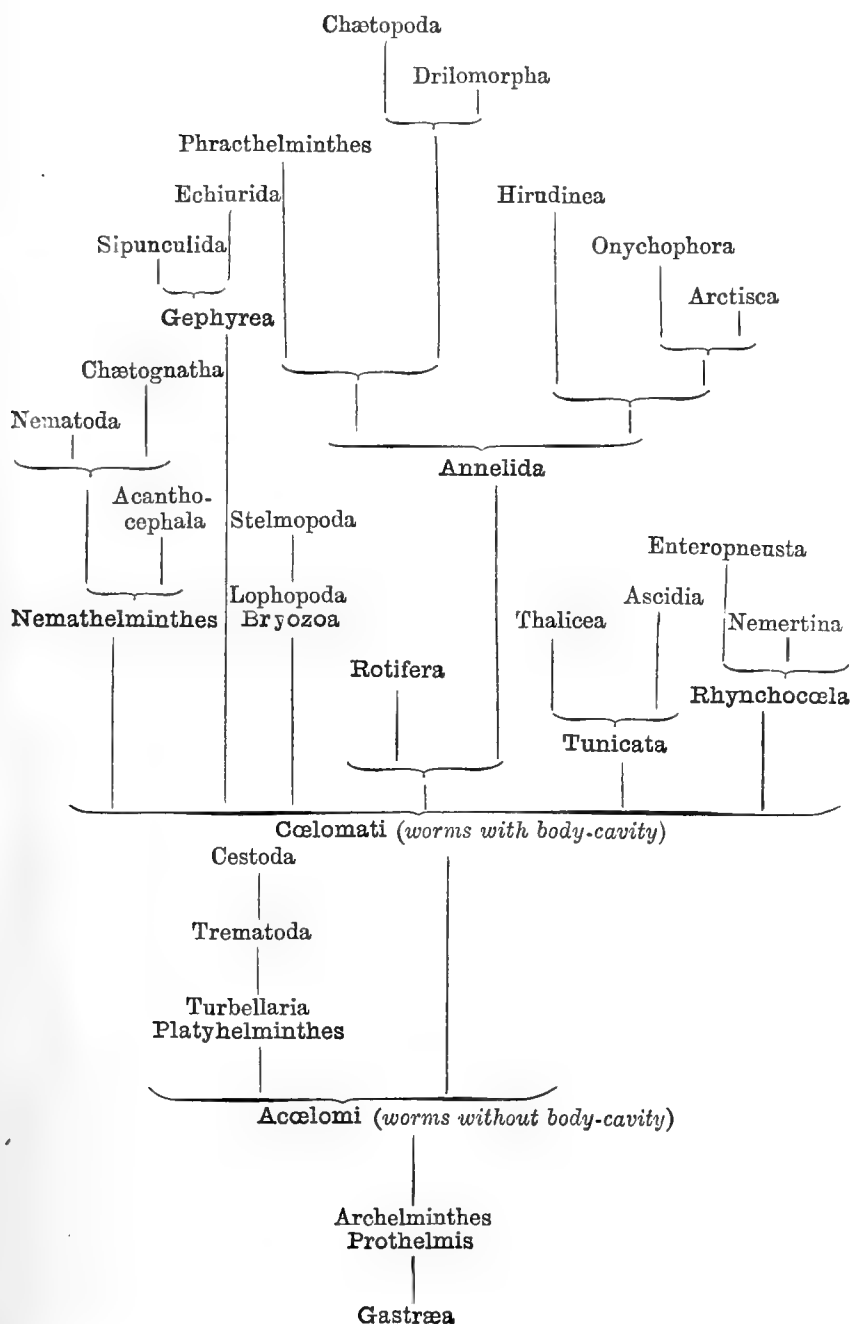 Chætopoda
Drilomorpha
Phracthelminthes
Echiurida
Hirudinea
Sipunculida
Onychophora
Arctisca
Gephyrea
Chætognatha
Nematoda
Annelida
Acantho-
cephala
Stelmopoda
Enteropneusta
Lophopoda
Ascidia
Nemathelminthes
Bryozoa
Thalicea
Nemertina
Rotifera
Rhynchocœla
Tunicata
Cœlomati (worms with body-cavity)
Cestoda
Trematoda
Turbellaria
Platyhelminthes
Acœlomi (worms without body-cavity)
Archelminthes
Prothelmis
Gastræa